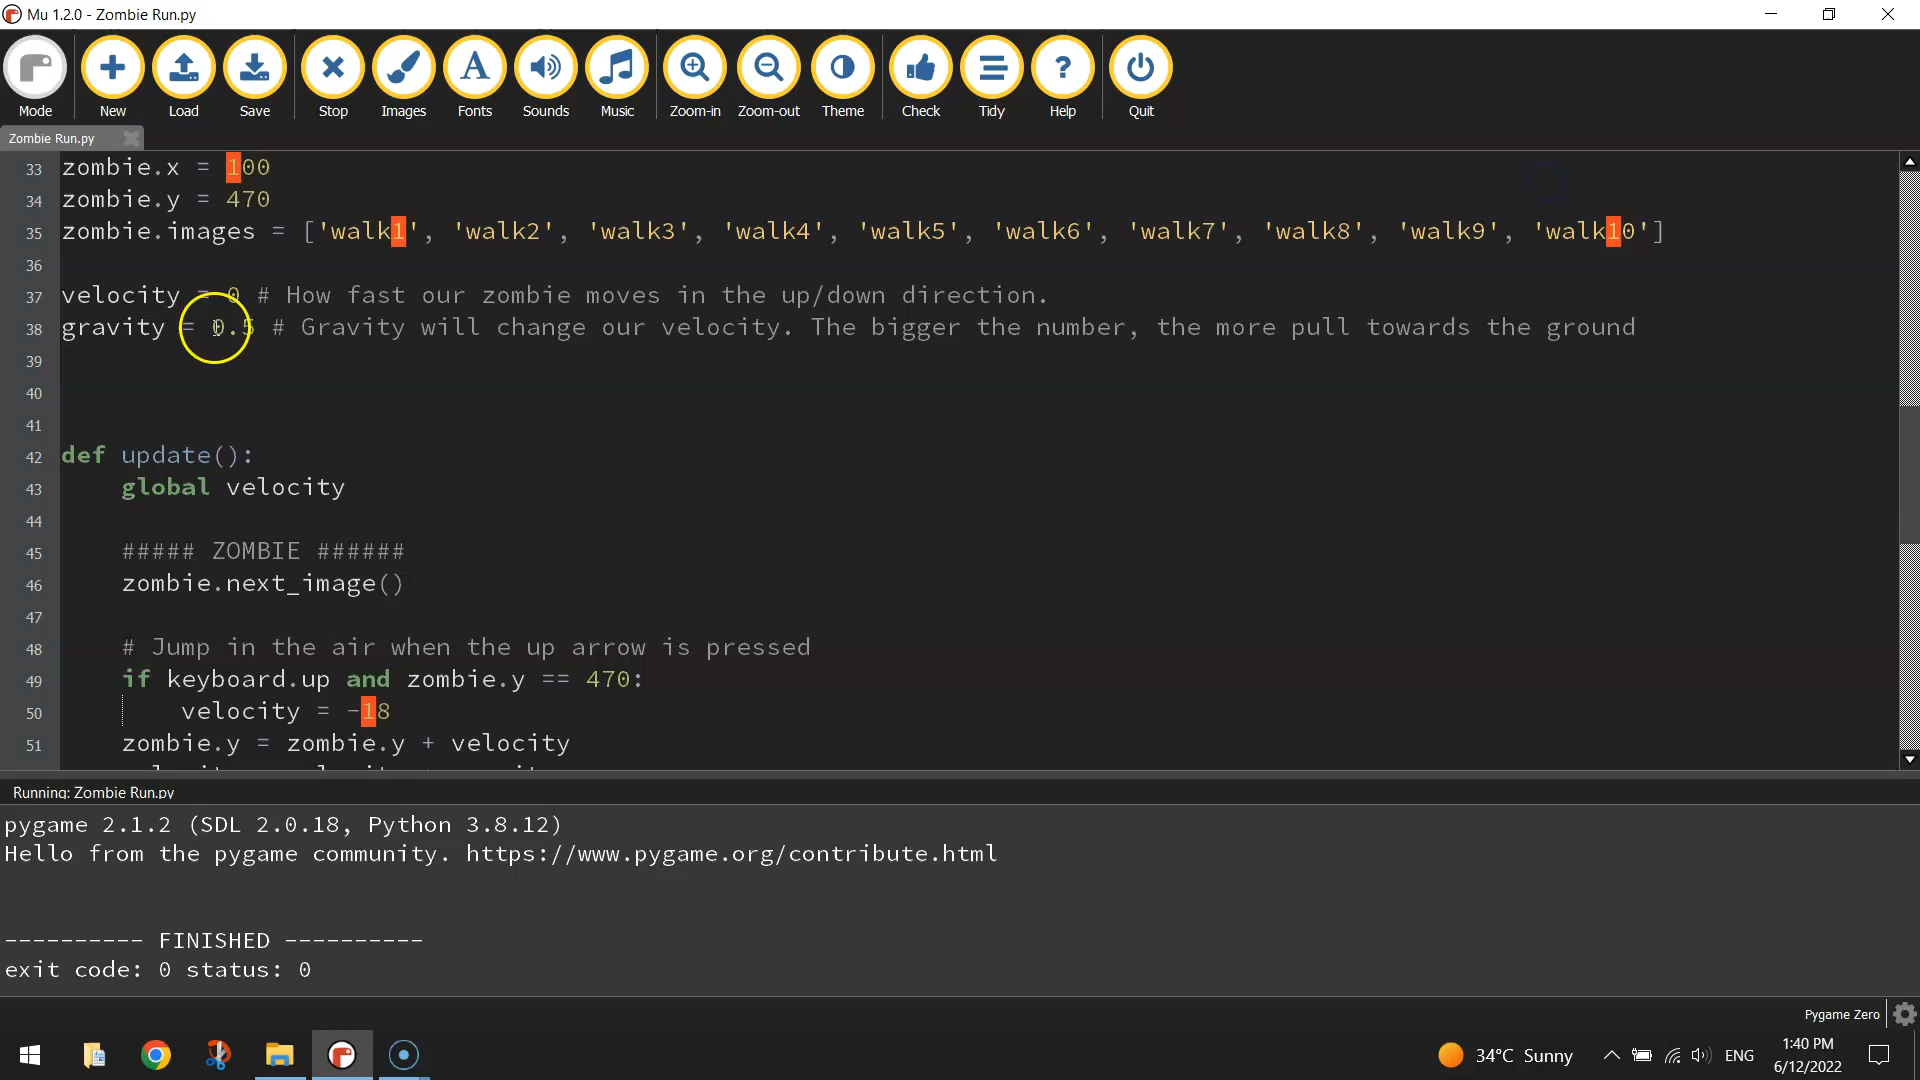 Mu 1.2.0 - Zombie Run.py
Mode New Load Save Stop Images Fonts Sounds Music Zoom-in Zoom-out Theme Check Tidy Help Quit
Zombie Run.py
33 zombie.x = 100
34 zombie.y = 470
35 zombie.images = ['walk1', 'walk2', 'walk3', 'walk4', 'walk5', 'walk6', 'walk7', 'walk8', 'walk9', 'walk10']
36
37 velocity = 0 # How fast our zombie moves in the up/down direction.
38 gravity = 0.5 # Gravity will change our velocity. The bigger the number, the more pull towards the ground
39
40
41
42 def update():
43 global velocity
44
45 ##### ZOMBIE ######
46 zombie.next_image()
47
48 # Jump in the air when the up arrow is pressed
49 if keyboard.up and zombie.y == 470:
50 velocity = -18
51 zombie.y = zombie.y + velocity
Running: Zombie Run.py
pygame 2.1.2 (SDL 2.0.18, Python 3.8.12)
Hello from the pygame community. https://www.pygame.org/contribute.html
---------- FINISHED ----------
exit code: 0 status: 0
Pygame Zero
34°C Sunny
ENG
1:40 PM
6/12/2022